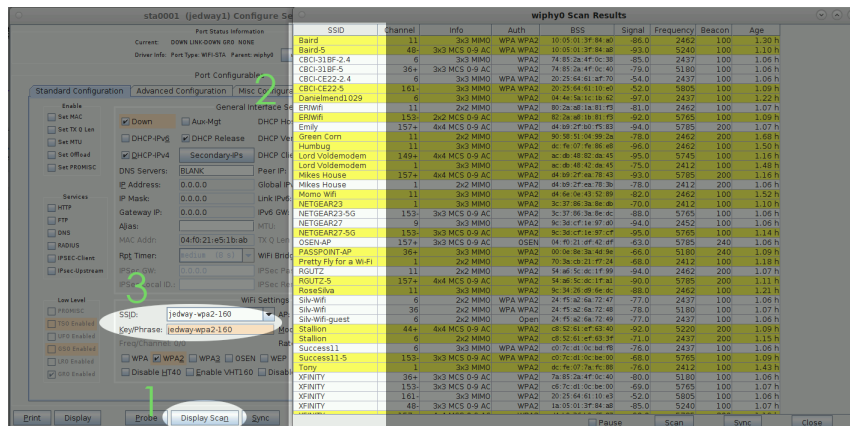 sta0001 (jedway1) Configure Se
Port Status Information
Current: DOWN LINK-DOWN GRO NONE
Driver Info: Port Type: WIFI-STA Parent: wiphy0
Port Configurables
2
Standard Configuration Advanced Configuration Misc Configura
Enable
Set MAC
Set TX Q Len
Set MTU
Set Offload
Set PROMISC
Services
HTTP
FTP
DNS
RADIUS
IPSEC-Client
IPsec-Upstream
Low Level
PROMISC
TSO Enabled
UFO Enabled
GSO Enabled
LRO Enabled
GRO Enabled
General Interface Se
Down Aux-Mgt DHCP Ho
DHCP-IPv6 DHCP Release DHCP Ve
DHCP-IPv4 Secondary-IPs DHCP Clie
DNS Servers: BLANK Peer IP:
IP Address: 0.0.0.0 Global IPv
IP Mask: 0.0.0.0 Link IPv6:
Gateway IP: 0.0.0.0 IPv6 GW:
Alias: MTU:
MAC Addr: 04:f0:21:e5:1b:ab TX Q Len
Rpt Timer: medium (8 s) WiFi Bridg
IPSec GW: 0.0.0.0 IPSec Pa
IPSec Local ID.: IPSec Re
3
WiFi Settings
SSID: jedway-wpa2-160 AP:
Key/Phrase: jedway-wpa2-160 Mod
Freq/Channel: 0/0 Rat
WPA WPA2 WPA3 OSEN WEP
Disable HT40 Enable VHT160 Disabl
1
Print Display Probe Display Scan Sync
wiphy0 Scan Results
SSID Channel Info Auth BSS Signal Frequency Beacon Age
Baird 11 3x3 MIMO WPA WPA2 10:05:01:3f:84:a0 -86.0 2462 100 1.30 h
Baird-5 48- 3x3 MCS 0-9 AC WPA WPA2 10:05:01:3f:84:a8 -93.0 5240 100 1.10 h
CBCI-31BF-2.4 6 3x3 MIMO WPA2 74:85:2a:4f:0c:38 -85.0 2437 100 1.06 h
CBCI-31BF-5 36+ 3x3 MCS 0-9 AC WPA2 74:85:2a:4f:0c:40 -79.0 5180 100 1.06 h
CBCI-CE22-2.4 6 3x3 MIMO WPA2 20:25:64:61:af:70 -54.0 2437 100 1.06 h
CBCI-CE22-5 161- 3x3 MCS 0-9 AC WPA2 20:25:64:61:10:e0 -52.0 5805 100 1.09 h
Danielmend1029 6 3x3 MIMO WPA2 04:4e:5a:1c:1b:62 -97.0 2437 100 1.22 h
ERIWifi 11 2x2 MIMO WPA2 80:2a:a8:1a:81:f3 -81.0 2462 100 1.07 h
ERIWifi 153- 2x2 MCS 0-9 AC WPA2 82:2a:a8:1b:81:f3 -92.0 5765 100 1.09 h
Emily 157+ 4x4 MCS 0-9 AC WPA2 d4:b9:2f:b0:f5:83 -94.0 5785 200 1.07 h
Green Corn 11 2x2 MIMO WPA2 90:58:51:04:99:2a -78.0 2462 100 1.68 h
Humbug 11 3x3 MIMO WPA2 dc:fe:07:fe:86:e8 -96.0 2462 100 1.50 h
Lord Voldemodem 149+ 4x4 MCS 0-9 AC WPA2 ac:db:48:82:da:45 -95.0 5745 100 1.16 h
Lord Voldemodem 1 3x3 MIMO WPA2 ac:db:48:42:da:45 -75.0 2412 100 1.48 h
Mikes House 157+ 4x4 MCS 0-9 AC WPA2 d4:b9:2f:ea:78:43 -93.0 5785 200 1.16 h
Mikes House 1 2x2 MIMO WPA2 d4:b9:2f:ea:78:3b -78.0 2412 200 1.06 h
Momo Wifi 11 3x3 MIMO WPA2 d4:6e:0e:43:52:89 -82.0 2462 100 1.52 h
NETGEAR23 1 3x3 MIMO WPA2 3c:37:86:3a:8e:db -70.0 2412 100 1.10 h
NETGEAR23-5G 153- 3x3 MCS 0-9 AC WPA2 3c:37:86:3a:8e:dc -88.0 5765 100 1.06 h
NETGEAR27 9 3x3 MIMO WPA2 9c:3d:cf:1e:97:d0 -94.0 2452 100 1.06 h
NETGEAR27-5G 153- 3x3 MCS 0-9 AC WPA2 9c:3d:cf:1e:97:cf -95.0 5765 100 1.14 h
OSEN-AP 157+ 3x3 MCS 0-9 AC OSEN 04:f0:21:df:42:df -63.0 5785 240 1.06 h
PASSPOINT-AP 36+ 3x3 MIMO WPA2 00:0e:8e:3a:4d:9e -66.0 5180 240 1.09 h
Pretty Fly for a Wi-Fi 1 2x2 MIMO WPA2 70:3a:cb:21:f7:24 -68.0 2412 100 1.18 h
RGUTZ 11 2x2 MIMO WPA2 54:a6:5c:dc:1f:99 -94.0 2462 200 1.07 h
RGUTZ-5 157+ 4x4 MCS 0-9 AC WPA2 54:a6:5c:dc:1f:a1 -90.0 5785 200 1.11 h
RoseSilva 11 3x3 MIMO WPA2 9c:34:26:d9:6e:dc -88.0 2462 100 1.21 h
Silv-Wifi 6 2x2 MIMO WPA WPA2 24:f5:a2:6a:72:47 -77.0 2437 100 1.06 h
Silv-Wifi 36 2x2 MIMO WPA WPA2 24:f5:a2:6a:72:48 -78.0 5180 100 1.07 h
Silv-Wifi-guest 6 2x2 MIMO Open 24:f5:a2:6a:72:49 -77.0 2437 100 1.06 h
Stallion 44+ 4x4 MCS 0-9 AC WPA2 c8:52:61:ef:63:40 -92.0 5220 200 1.09 h
Stallion 6 2x2 MIMO WPA2 c8:52:61:ef:63:3f -71.0 2437 200 1.15 h
Success11 6 3x3 MIMO WPA WPA2 c0:7c:d1:0c:bd:f8 -76.0 2437 100 1.06 h
Success11-5 153- 3x3 MCS 0-9 AC WPA WPA2 c0:7c:d1:0c:be:00 -68.0 5765 100 1.09 h
Tony 1 3x3 MIMO WPA2 dc:fe:07:7a:fc:88 -76.0 2412 100 1.43 h
XFINITY 36+ 3x3 MCS 0-9 AC WPA2 7a:85:2a:4f:0c:40 -80.0 5180 100 1.06 h
XFINITY 153- 3x3 MCS 0-9 AC WPA2 c6:7c:d1:0c:be:00 -69.0 5765 100 1.07 h
XFINITY 161- 3x3 MCS 0-9 AC WPA2 20:25:64:61:10:e3 -52.0 5805 100 1.06 h
XFINITY 48- 3x3 MCS 0-9 AC WPA2 1a:05:01:3f:84:a8 -85.0 5240 100 1.07 h
Pause Scan Sync Close